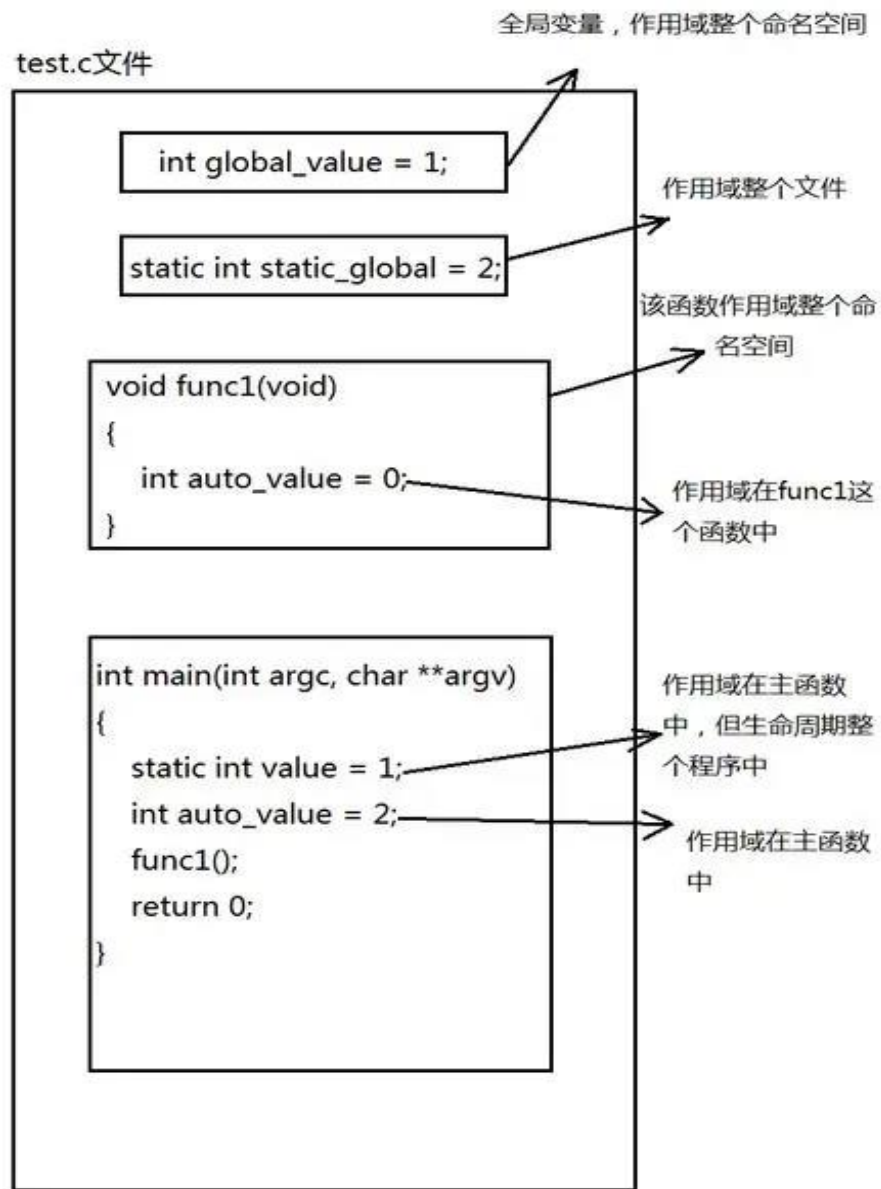 全局变量，作用域整个命名空间
test.c文件
int global_value = 1;
作用域整个文件
static int static_global = 2;
该函数作用域整个命
名空间
void func1(void)
{
int auto_value = 0;
作用域在func1这
个函数中
}
int main(int argc, char **argv)
{
static int value = 1;
int auto_value = 2;
func1();
return 0;
}
作用域在主函数
中，但生命周期整
个程序中
作用域在主函数
中